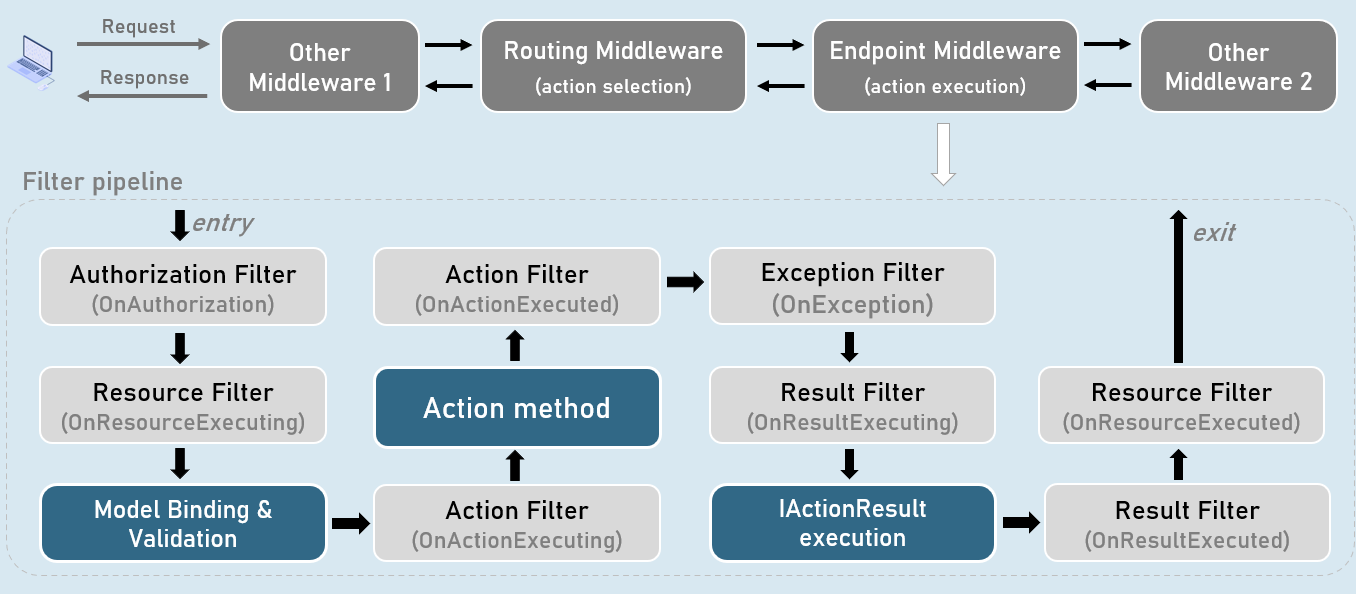 Request
Response
Other
Middleware 1
Routing Middleware
(action selection)
Endpoint Middleware
(action execution)
Other
Middleware 2
Filter pipeline
entry
Authorization Filter
(OnAuthorization)
Resource Filter
(OnResourceExecuting)
Model Binding &
Validation
Action Filter
(OnActionExecuting)
Action method
Action Filter
(OnActionExecuted)
Exception Filter
(OnException)
Result Filter
(OnResultExecuting)
IActionResult
execution
Result Filter
(OnResultExecuted)
Resource Filter
(OnResourceExecuted)
exit